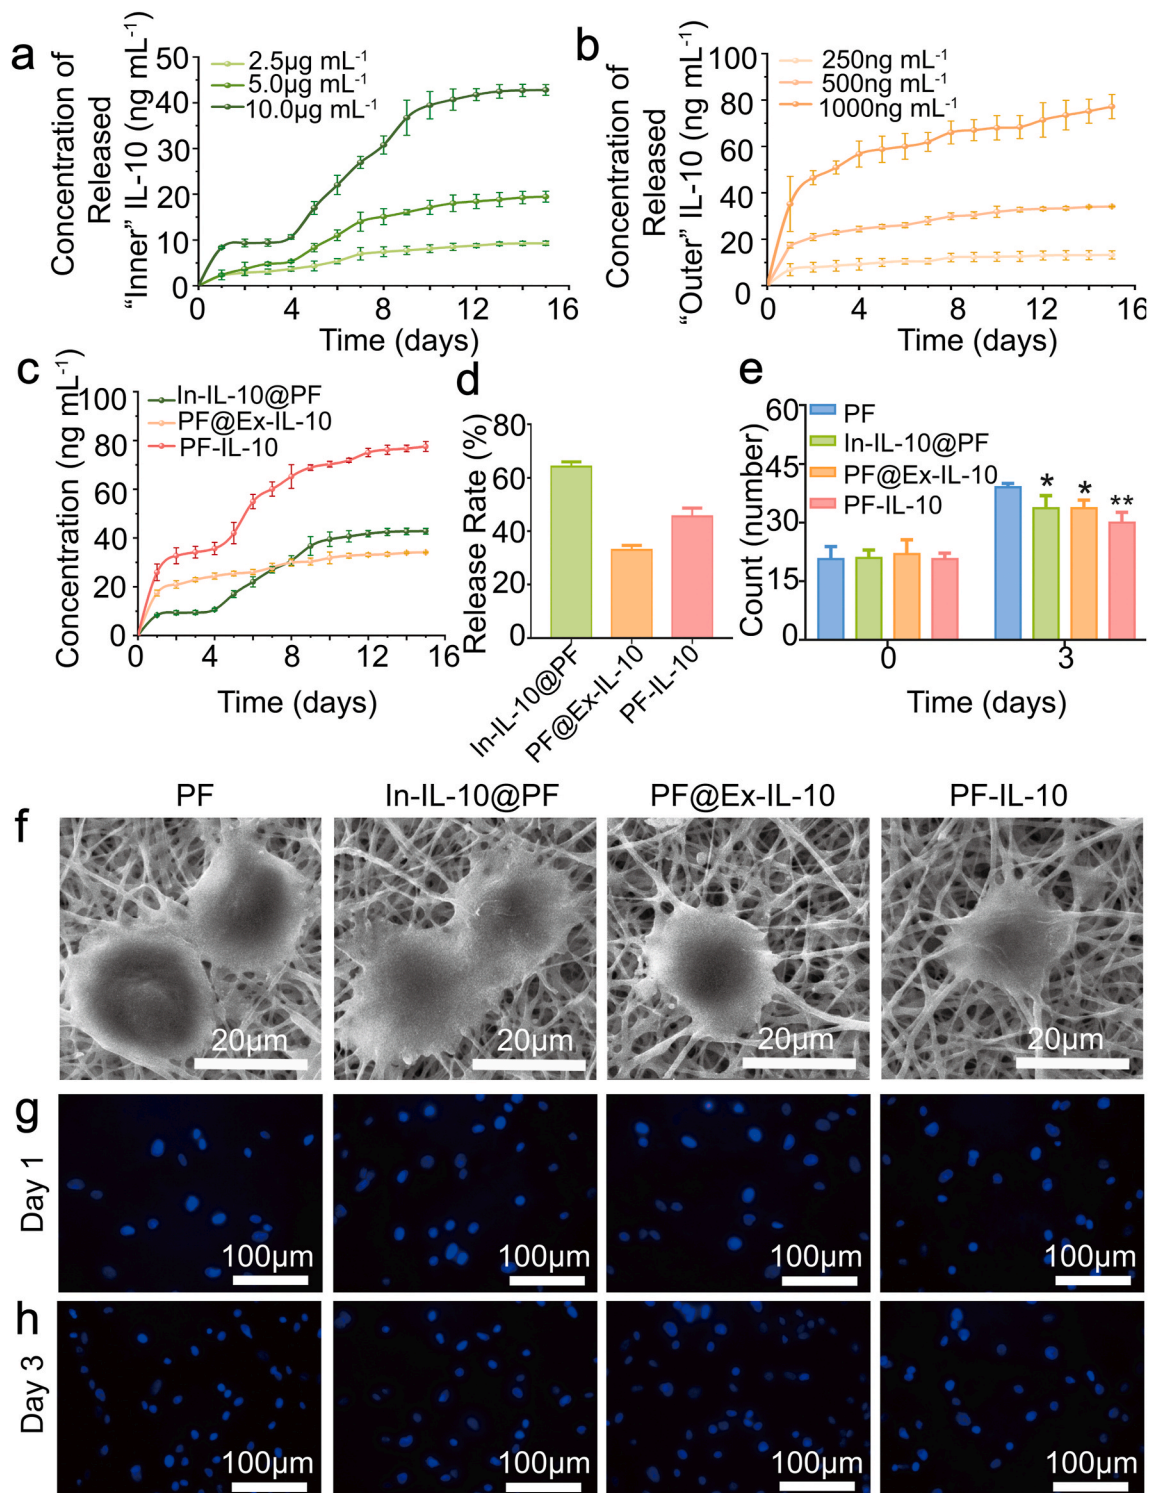 a
Concentration of
Released
“Inner” IL-10 (ng mL-1)
50
40
30
20
10
0
2.5µg mL-1
5.0µg mL-1
10.0µg mL-1
0 4 8 12 16
Time (days)
b
Concentration of
Released
“Outer” IL-10 (ng mL-1)
100
80
60
40
20
0
250ng mL-1
500ng mL-1
1000ng mL-1
0 4 8 12 16
Time (days)
c
Concentration (ng mL-1)
100
80
60
40
20
0
In-IL-10@PF
PF@Ex-IL-10
PF-IL-10
0 4 8 12 16
Time (days)
d
Release Rate (%)
80
60
40
20
0
In-IL-10@PF
PF@Ex-IL-10
PF-IL-10
e
Count (number)
60
45
30
15
0
PF
In-IL-10@PF
PF@Ex-IL-10
PF-IL-10
* * **
0 3
Time (days)
PF In-IL-10@PF PF@Ex-IL-10 PF-IL-10
f
20µm 20µm 20µm 20µm
g
Day 1
100µm 100µm 100µm 100µm
h
Day 3
100µm 100µm 100µm 100µm